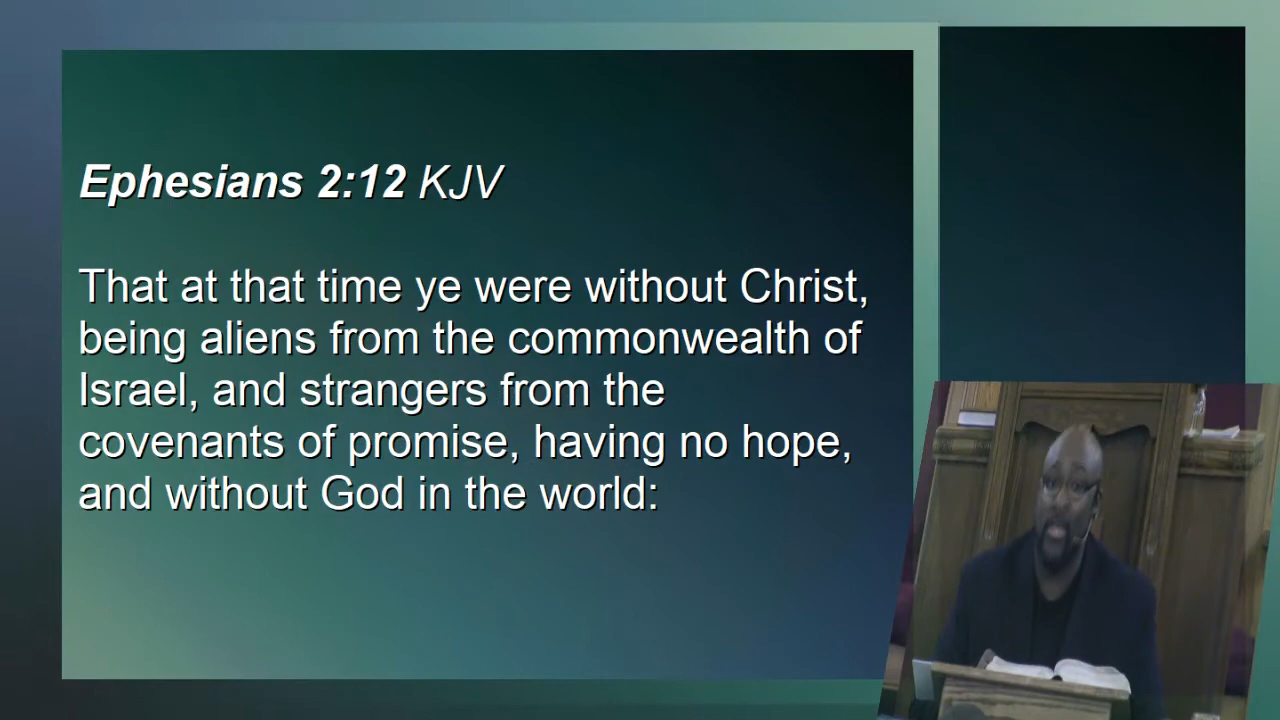 Ephesians 2:12 KJV
That at that time ye were without Christ,
being aliens from the commonwealth of
Israel, and strangers from the
covenants of promise, having no hope,
and without God in the world: